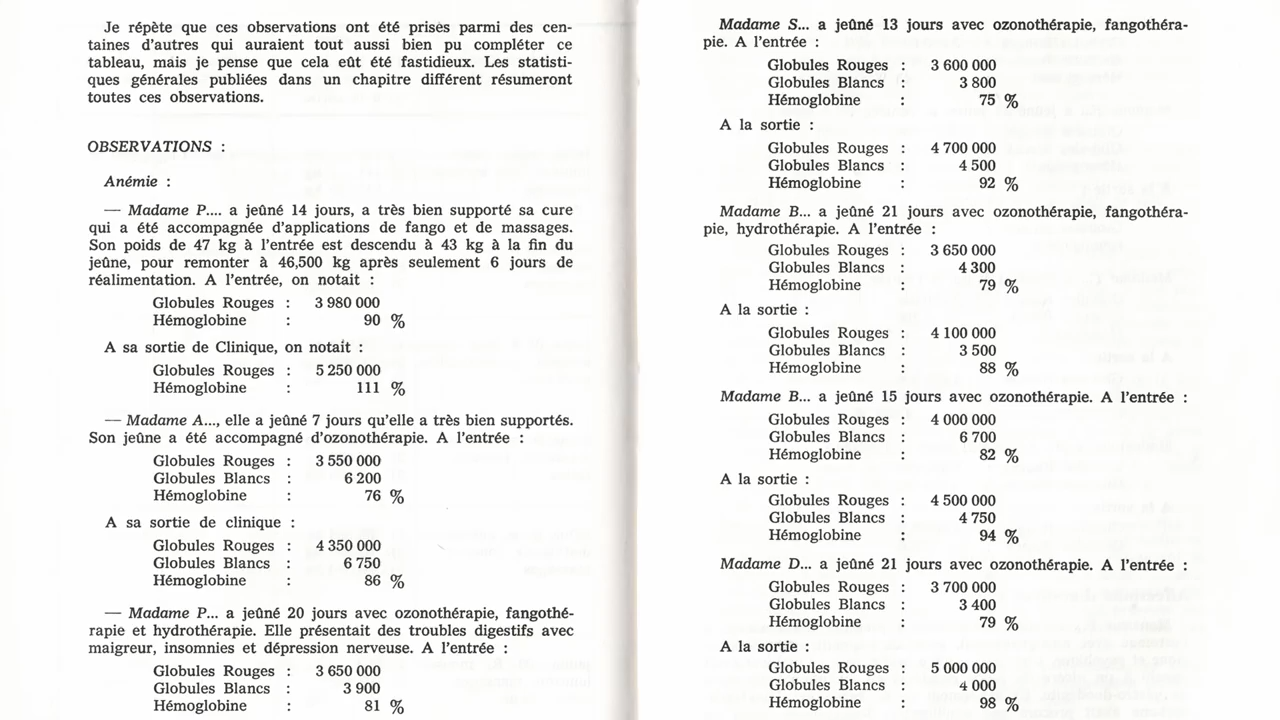 Je répète que ces observations ont été prises parmi des cen-
taines d'autres qui auraient tout aussi bien pu compléter ce
tableau, mais je pense que cela eût été fastidieux. Les statisti-
ques générales publiées dans un chapitre différent résumeront
toutes ces observations.
OBSERVATIONS :
Anémie :
— Madame P.... a jeûné 14 jours, a très bien supporté sa cure
qui a été accompagnée d'applications de fango et de massages.
Son poids de 47 kg à l'entrée est descendu à 43 kg à la fin du
jeûne, pour remonter à 46,500 kg après seulement 6 jours de
réalimentation. A l'entrée, on notait :
Globules Rouges : 3 980 000
Hémoglobine : 90 %
A sa sortie de Clinique, on notait :
Globules Rouges : 5 250 000
Hémoglobine : 111 %
— Madame A..., elle a jeûné 7 jours qu'elle a très bien supportés.
Son jeûne a été accompagné d'ozonothérapie. A l'entrée :
Globules Rouges : 3 550 000
Globules Blancs : 6 200
Hémoglobine : 76 %
A sa sortie de clinique :
Globules Rouges : 4 350 000
Globules Blancs : 6 750
Hémoglobine : 86 %
— Madame P... a jeûné 20 jours avec ozonothérapie, fangothé-
rapie et hydrothérapie. Elle présentait des troubles digestifs avec
maigreur, insomnies et dépression nerveuse. A l'entrée :
Globules Rouges : 3 650 000
Globules Blancs : 3 900
Hémoglobine : 81 %
Madame S... a jeûné 13 jours avec ozonothérapie, fangothéra-
pie. A l'entrée :
Globules Rouges : 3 600 000
Globules Blancs : 3 800
Hémoglobine : 75 %
A la sortie :
Globules Rouges : 4 700 000
Globules Blancs : 4 500
Hémoglobine : 92 %
Madame B... a jeûné 21 jours avec ozonothérapie, fangothéra-
pie, hydrothérapie. A l'entrée :
Globules Rouges : 3 650 000
Globules Blancs : 4 300
Hémoglobine : 79 %
A la sortie :
Globules Rouges : 4 100 000
Globules Blancs : 3 500
Hémoglobine : 88 %
Madame B... a jeûné 15 jours avec ozonothérapie. A l'entrée :
Globules Rouges : 4 000 000
Globules Blancs : 6 700
Hémoglobine : 82 %
A la sortie :
Globules Rouges : 4 500 000
Globules Blancs : 4 750
Hémoglobine : 94 %
Madame D... a jeûné 21 jours avec ozonothérapie. A l'entrée :
Globules Rouges : 3 700 000
Globules Blancs : 3 400
Hémoglobine : 79 %
A la sortie :
Globules Rouges : 5 000 000
Globules Blancs : 4 000
Hémoglobine : 98 %